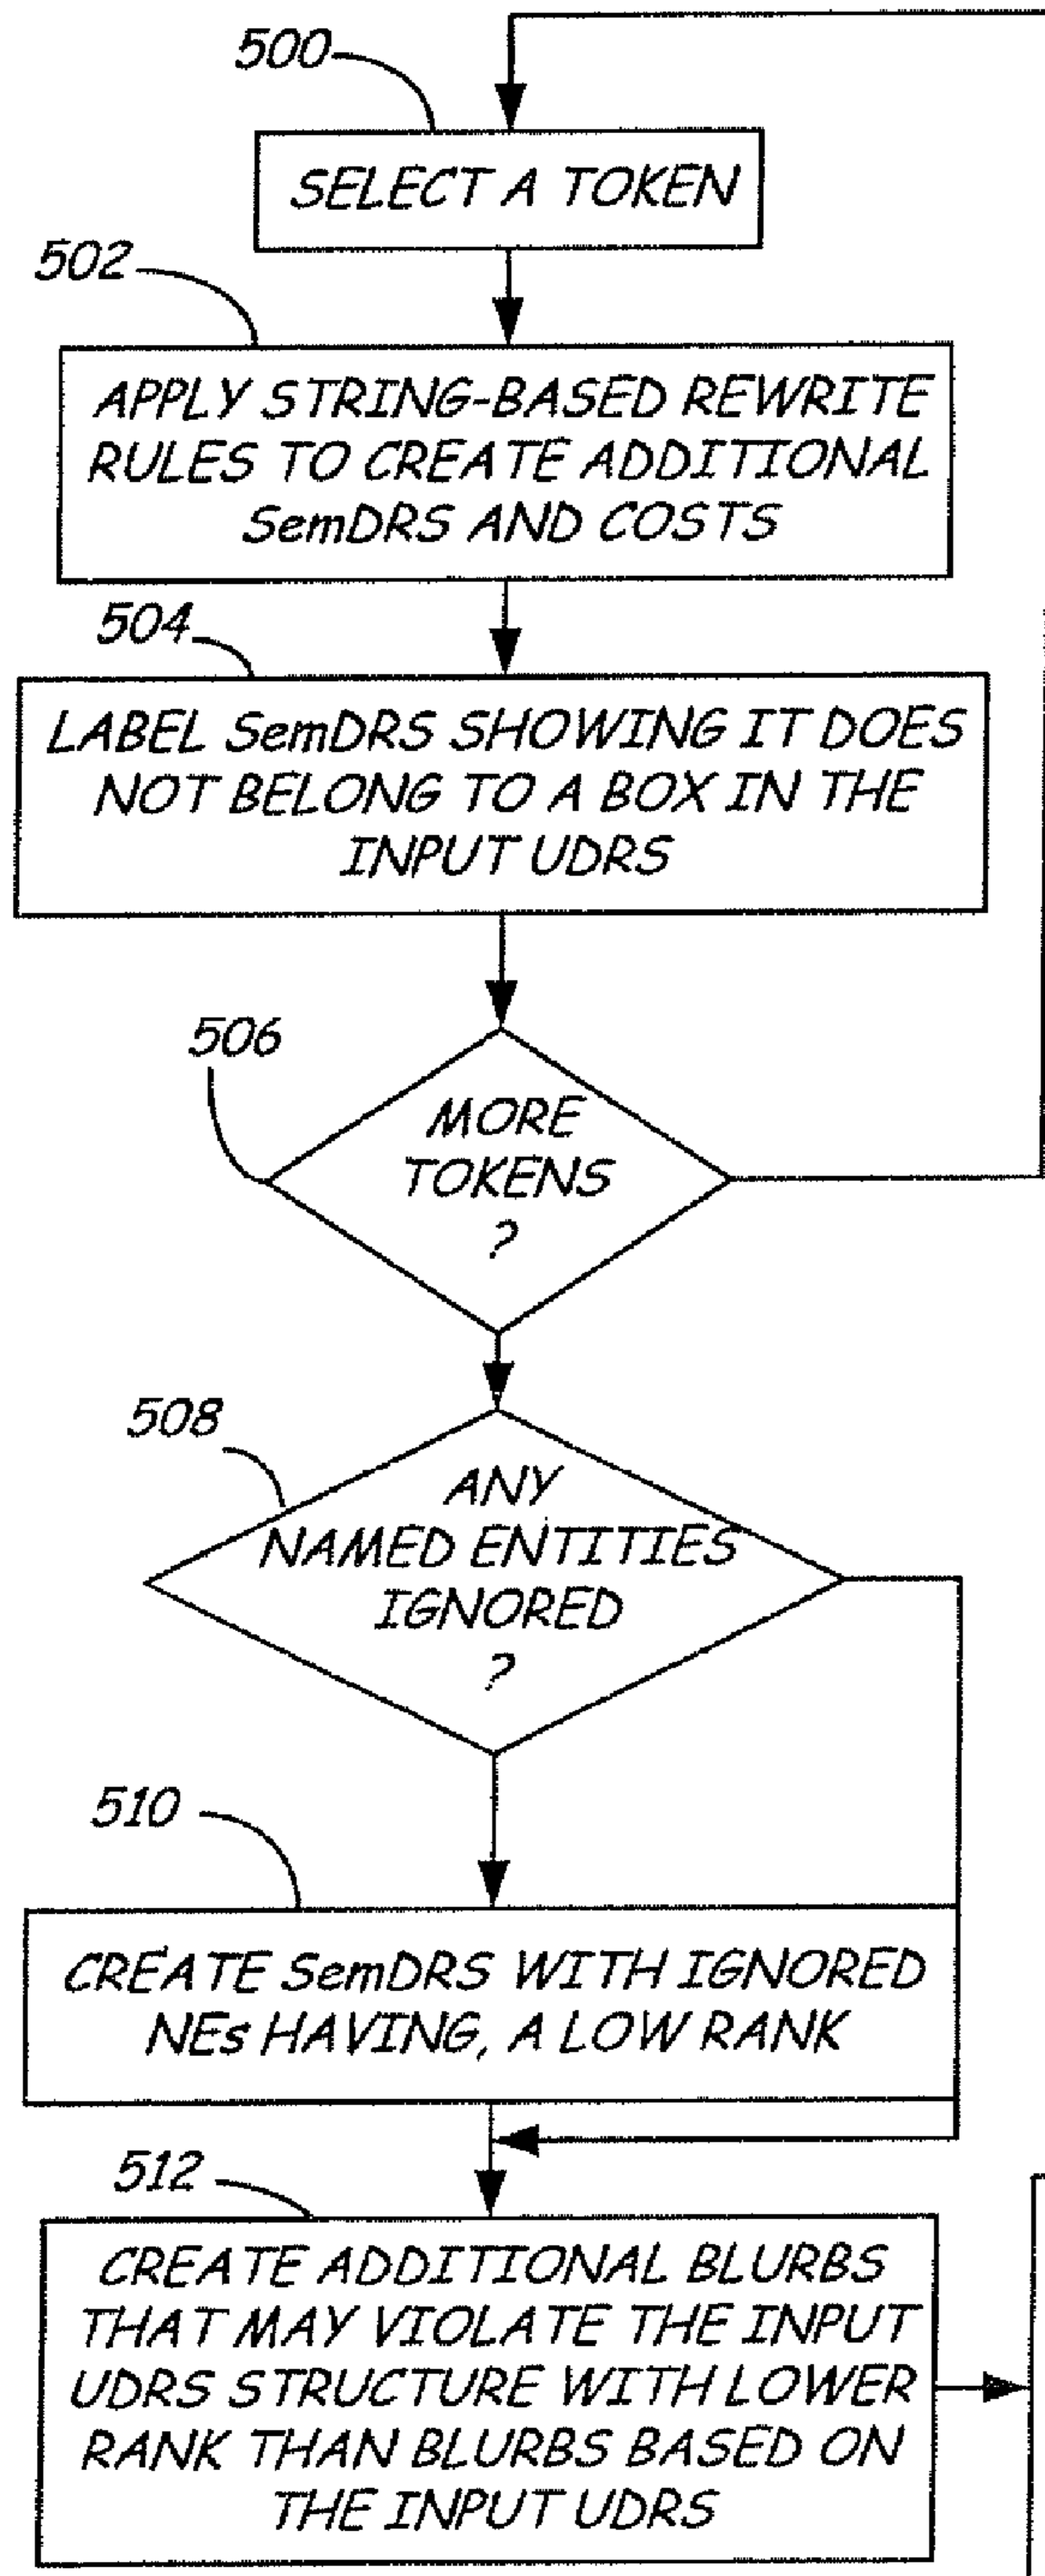 500
SELECT A TOKEN
502
APPLY STRING-BASED REWRITE
RULES TO CREATE ADDITIONAL
SemDRS AND COSTS
504
LABEL SemDRS SHOWING IT DOES
NOT BELONG TO A BOX IN THE
INPUT UDRS
506
MORE
TOKENS
?
508
ANY
NAMED ENTITIES
IGNORED
?
510
CREATE SemDRS WITH IGNORED
NEs HAVING, A LOW RANK
512
CREATE ADDITIONAL BLURBS
THAT MAY VIOLATE THE INPUT
UDRS STRUCTURE WITH LOWER
RANK THAN BLURBS BASED ON
THE INPUT UDRS